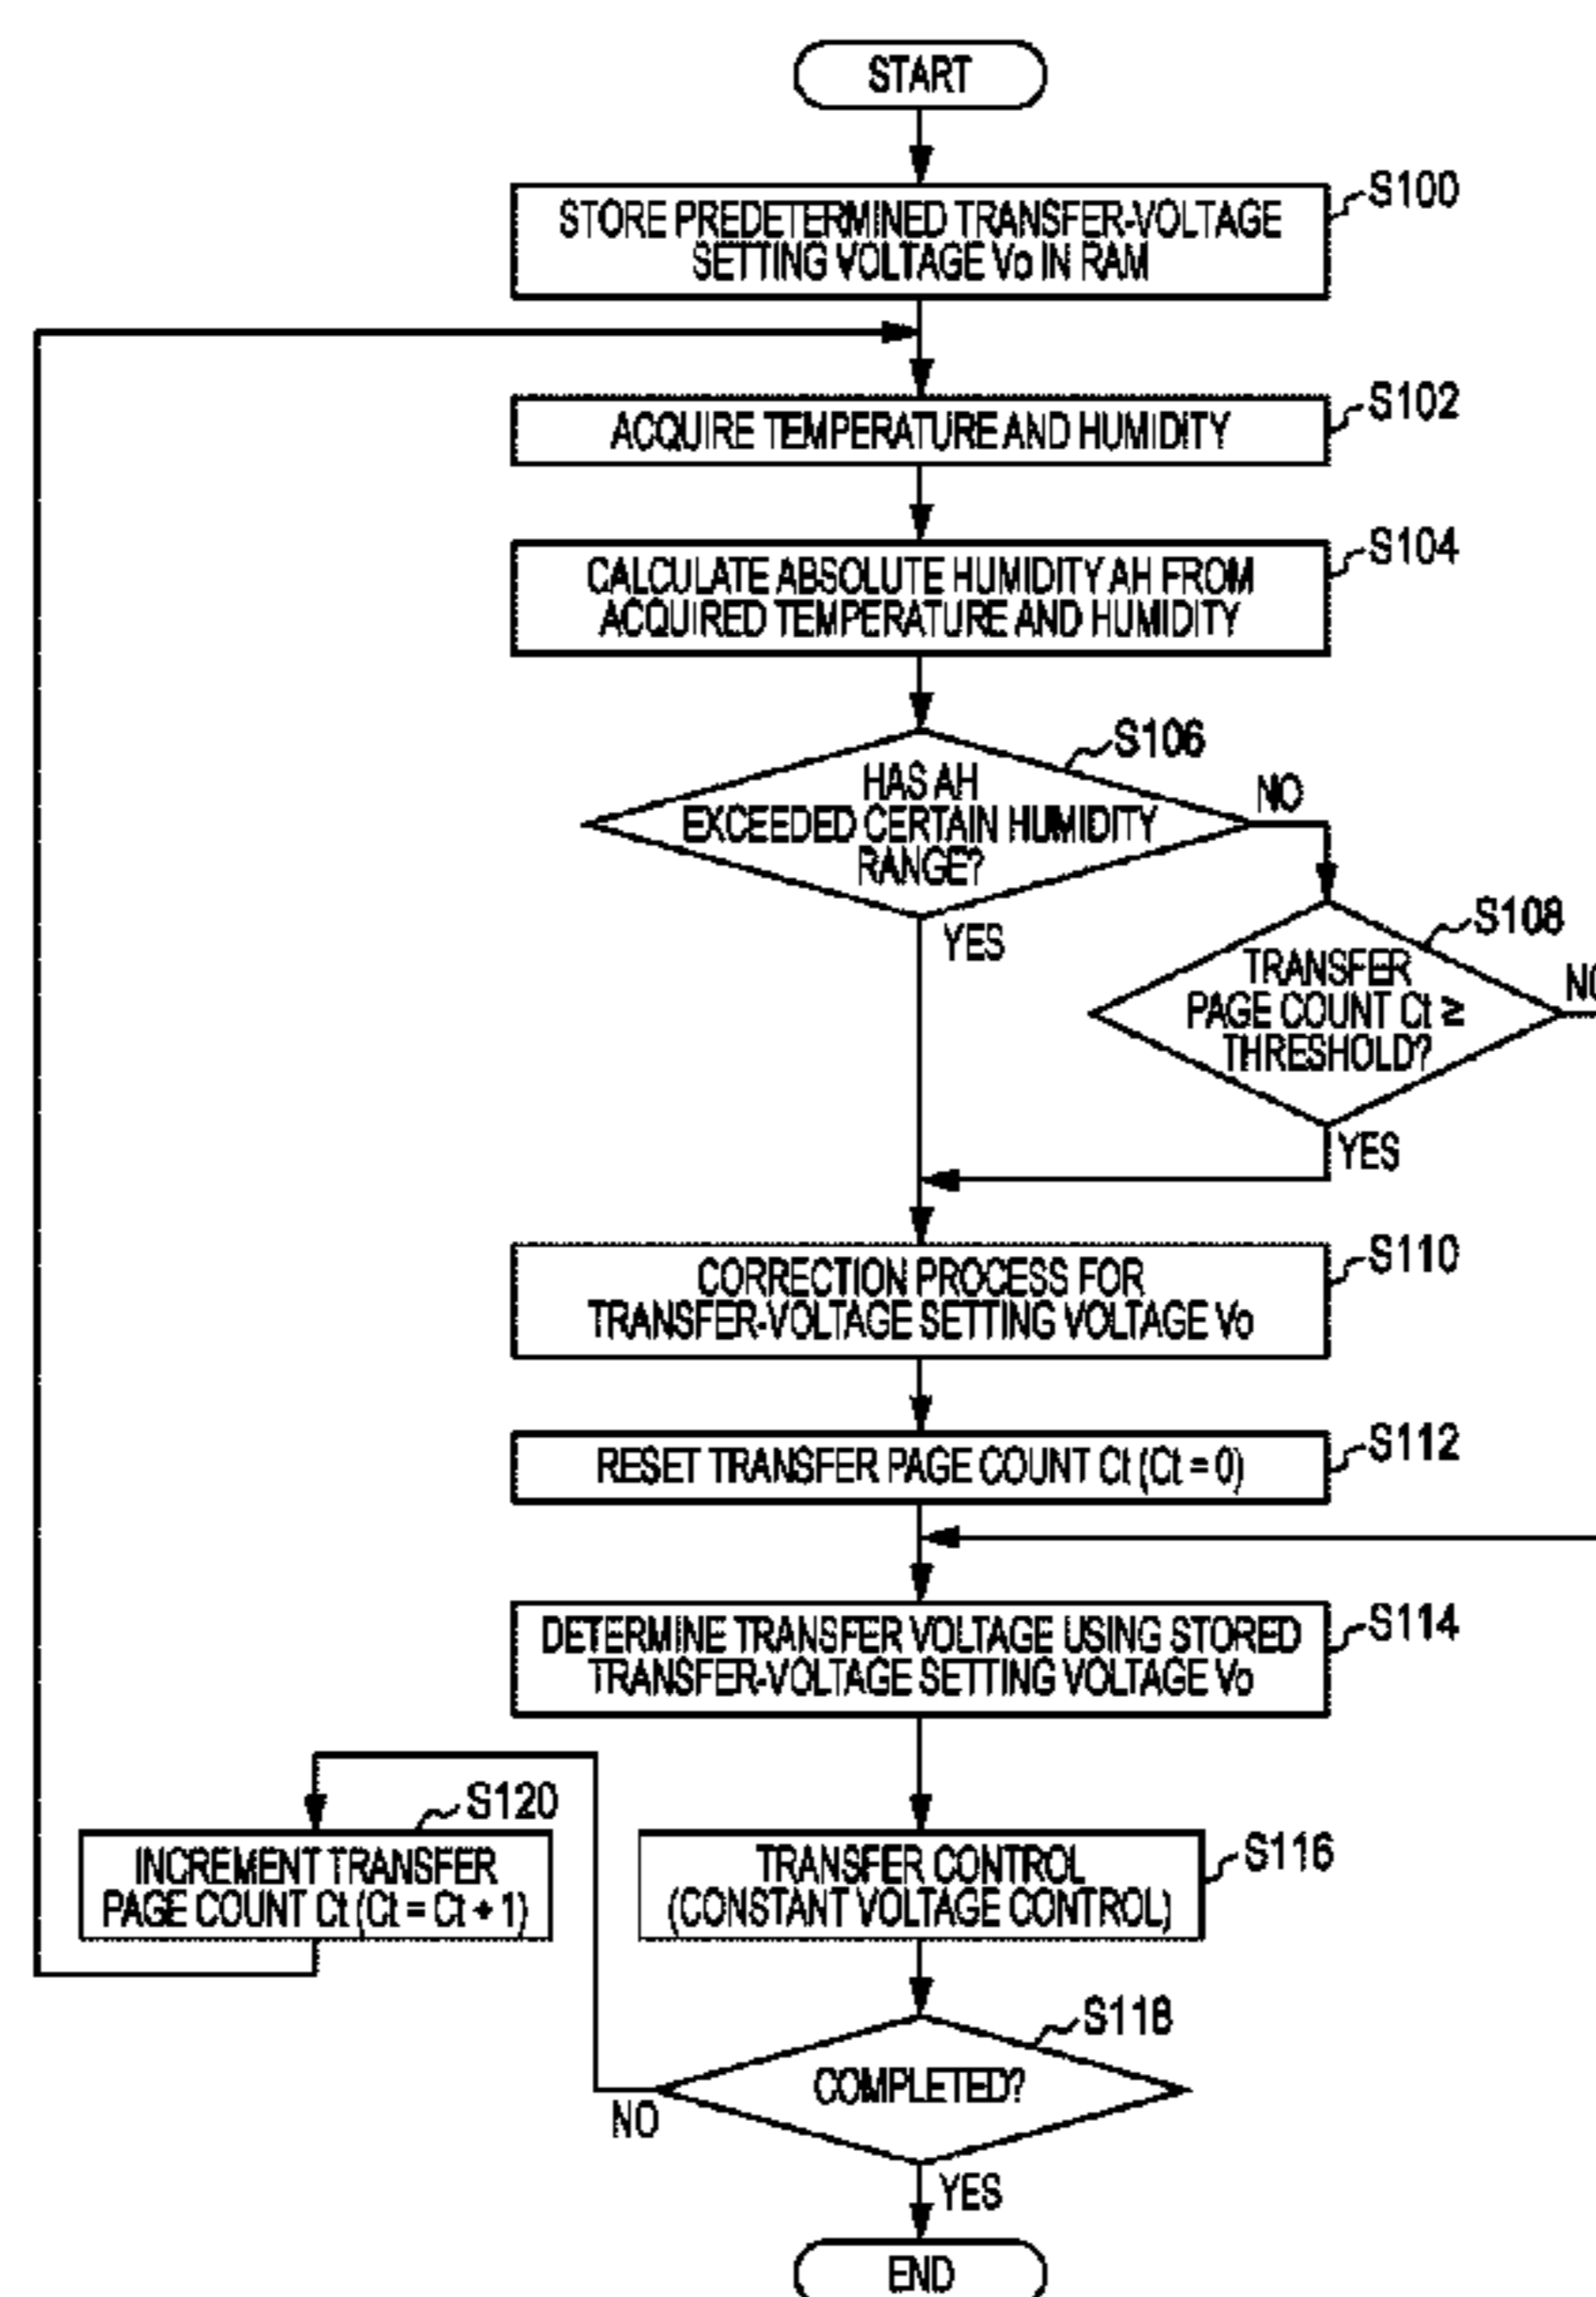 START
S100
STORE PREDETERMINED TRANSFER-VOLTAGE
SETTING VOLTAGE Vo IN RAM
S102
ACQUIRE TEMPERATURE AND HUMIDITY
S104
CALCULATE ABSOLUTE HUMIDITY AH FROM
ACQUIRED TEMPERATURE AND HUMIDITY
S106
HAS AH
EXCEEDED CERTAIN HUMIDITY
RANGE?
NO
YES
S108
TRANSFER
PAGE COUNT Ct ≥
THRESHOLD?
NO
YES
S110
CORRECTION PROCESS FOR
TRANSFER-VOLTAGE SETTING VOLTAGE Vo
S112
RESET TRANSFER PAGE COUNT Ct (Ct = 0)
S114
DETERMINE TRANSFER VOLTAGE USING STORED
TRANSFER-VOLTAGE SETTING VOLTAGE Vo
S120
INCREMENT TRANSFER
PAGE COUNT Ct (Ct = Ct + 1)
S116
TRANSFER CONTROL
(CONSTANT VOLTAGE CONTROL)
S118
COMPLETED?
NO
YES
END